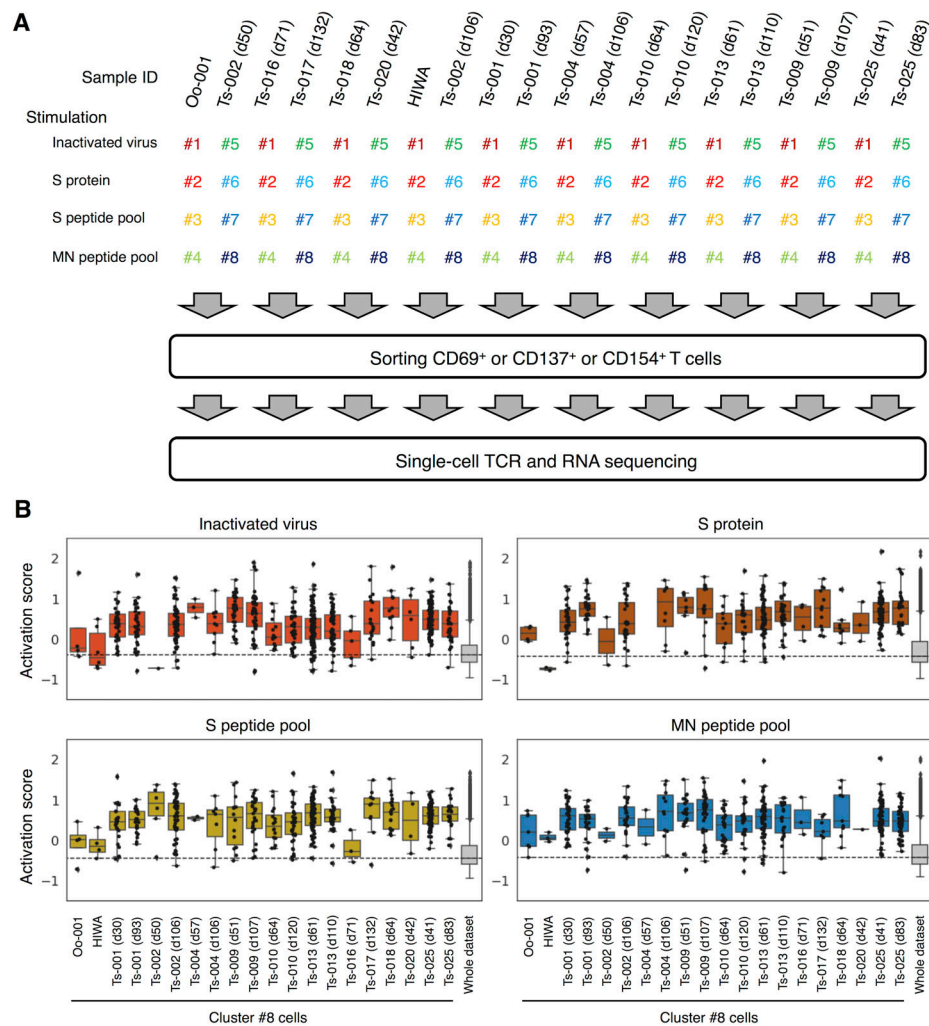 A
Sample ID
Oo-001 Ts-002 (d50) Ts-016 (d71) Ts-017 (d132) Ts-018 (d64) Ts-020 (d42) HIWA Ts-002 (d106) Ts-001 (d30) Ts-001 (d93) Ts-004 (d57) Ts-004 (d106) Ts-010 (d64) Ts-010 (d120) Ts-013 (d61) Ts-013 (d110) Ts-009 (d51) Ts-009 (d107) Ts-025 (d41) Ts-025 (d83)
Stimulation
Inactivated virus #1 #5 #1 #5 #1 #5 #1 #5 #1 #5 #1 #5 #1 #5 #1 #5 #1 #5 #1 #5
S protein #2 #6 #2 #6 #2 #6 #2 #6 #2 #6 #2 #6 #2 #6 #2 #6 #2 #6 #2 #6
S peptide pool #3 #7 #3 #7 #3 #7 #3 #7 #3 #7 #3 #7 #3 #7 #3 #7 #3 #7 #3 #7
MN peptide pool #4 #8 #4 #8 #4 #8 #4 #8 #4 #8 #4 #8 #4 #8 #4 #8 #4 #8 #4 #8
Sorting CD69⁺ or CD137⁺ or CD154⁺ T cells
Single-cell TCR and RNA sequencing
B
Inactivated virus
Activation score
2
1
0
−1
S protein
2
1
0
−1
S peptide pool
Activation score
2
1
0
−1
MN peptide pool
2
1
0
−1
Oo-001 HIWA Ts-001 (d30) Ts-001 (d93) Ts-002 (d50) Ts-002 (d106) Ts-004 (d57) Ts-004 (d106) Ts-009 (d51) Ts-009 (d107) Ts-010 (d64) Ts-010 (d120) Ts-013 (d61) Ts-013 (d110) Ts-016 (d71) Ts-017 (d132) Ts-018 (d64) Ts-020 (d42) Ts-025 (d41) Ts-025 (d83) Whole dataset
Cluster #8 cells
Oo-001 HIWA Ts-001 (d30) Ts-001 (d93) Ts-002 (d50) Ts-002 (d106) Ts-004 (d57) Ts-004 (d106) Ts-009 (d51) Ts-009 (d107) Ts-010 (d64) Ts-010 (d120) Ts-013 (d61) Ts-013 (d110) Ts-016 (d71) Ts-017 (d132) Ts-018 (d64) Ts-020 (d42) Ts-025 (d41) Ts-025 (d83) Whole dataset
Cluster #8 cells